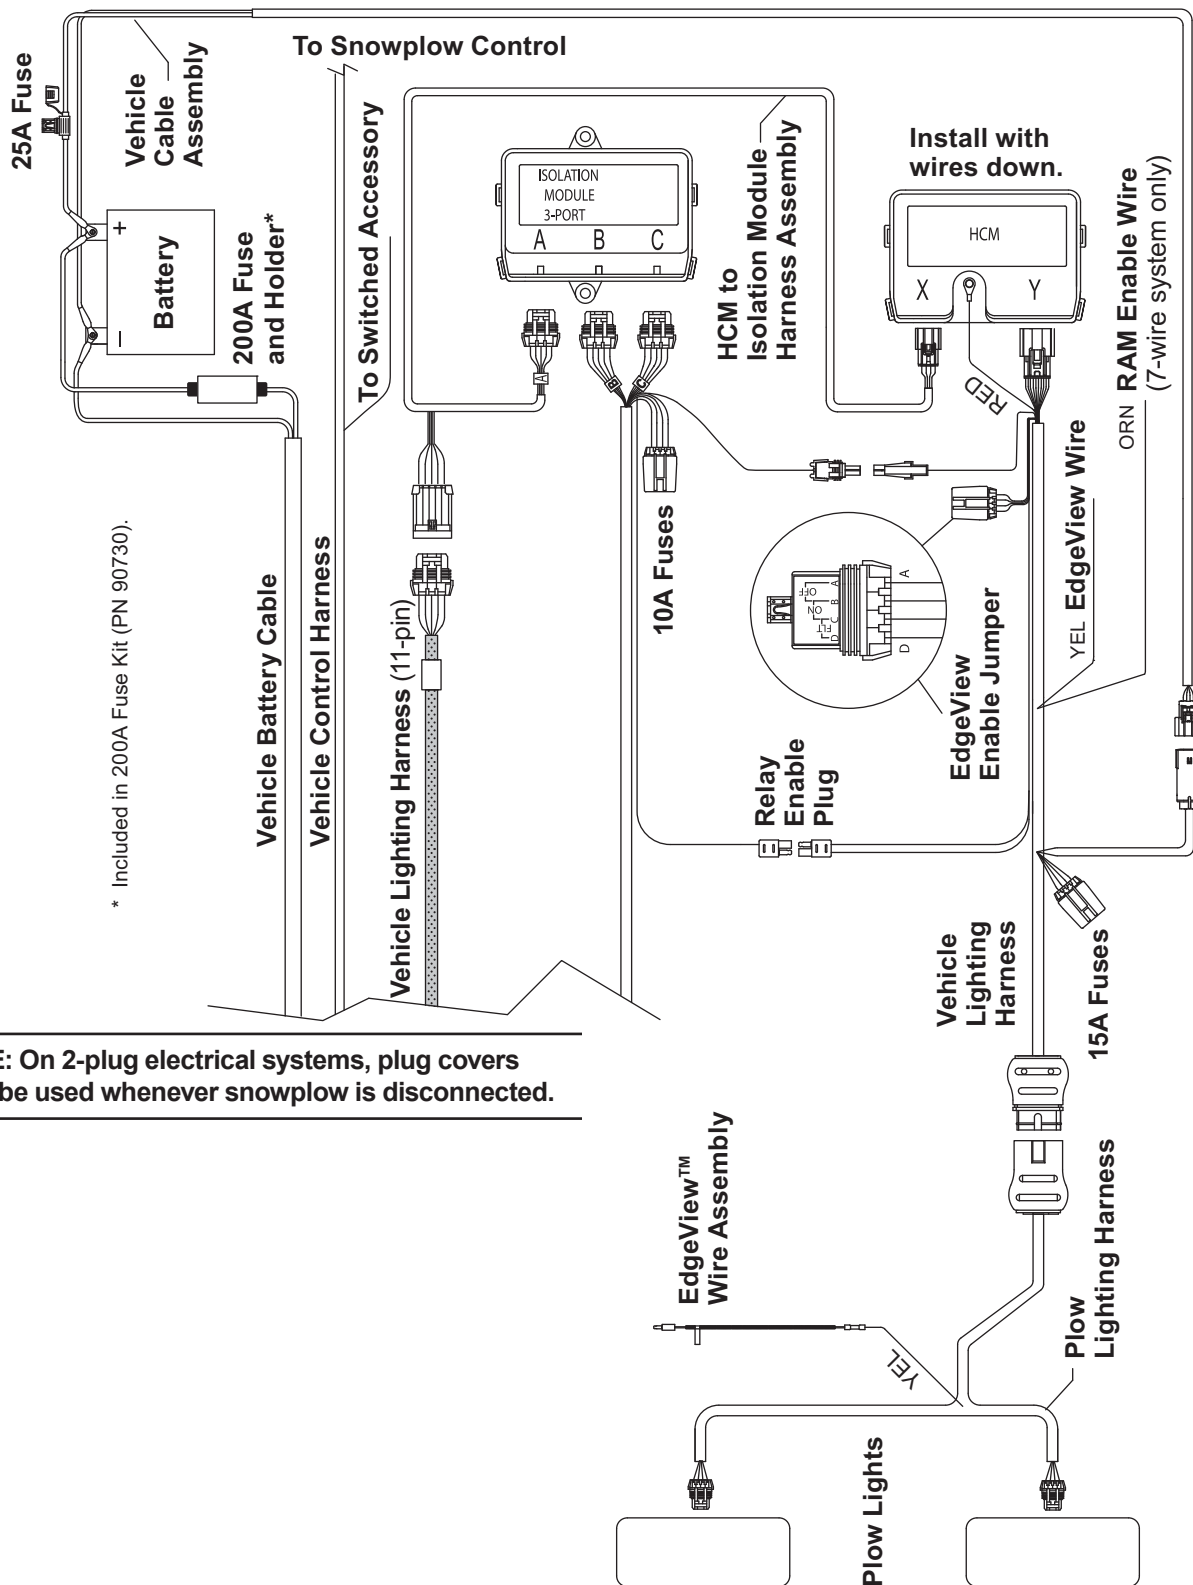 To Snowplow Control
25A Fuse
Vehicle
Cable
Assembly
+
–
Battery
200A Fuse
and Holder*
To Switched Accessory
ISOLATION
MODULE
3-PORT
A B C
HCM to
Isolation Module
Harness Assembly
Install with
wires down.
HCM
X Y
RED
ORN RAM Enable Wire
(7-wire system only)
YEL EdgeView Wire
A
B
C
10A Fuses
OFF
ON
FLT
A
B
C
D
A
D
EdgeView
Enable Jumper
Relay
Enable
Plug
* Included in 200A Fuse Kit (PN 90730).
Vehicle Battery Cable
Vehicle Control Harness
Vehicle Lighting Harness (11-pin)
Vehicle
Lighting
Harness
15A Fuses
E: On 2-plug electrical systems, plug covers
be used whenever snowplow is disconnected.
EdgeView™
Wire Assembly
YEL
Plow
Lighting Harness
Plow Lights